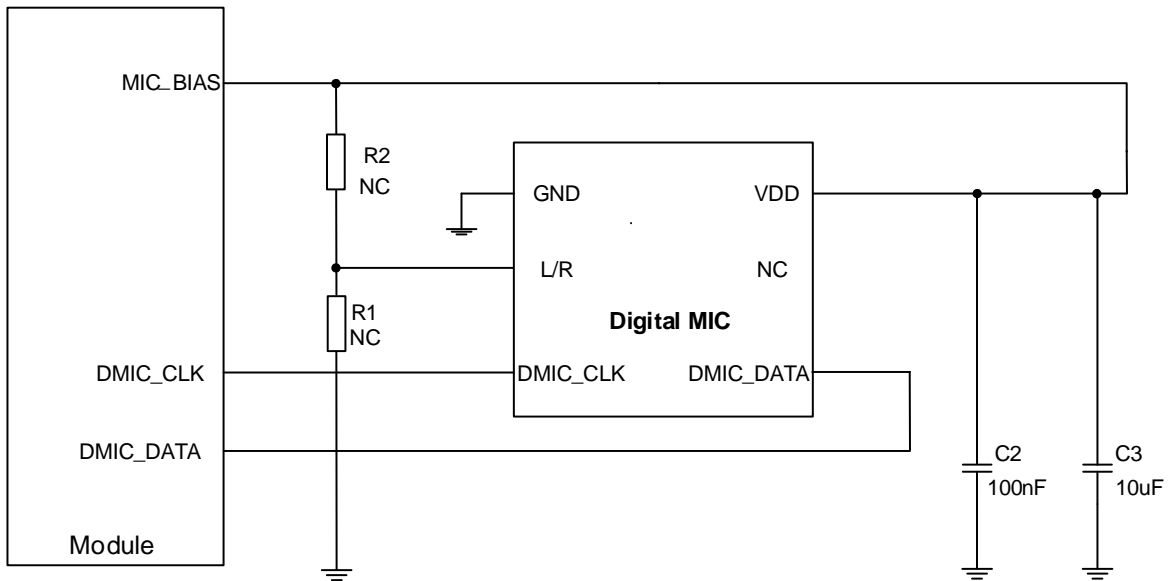 MIC_BIAS
R2
NC
GND
VDD
L/R
NC
R1
NC
Digital MIC
DMIC_CLK
DMIC_CLK
DMIC_DATA
DMIC_DATA
C2
100nF
C3
10uF
Module